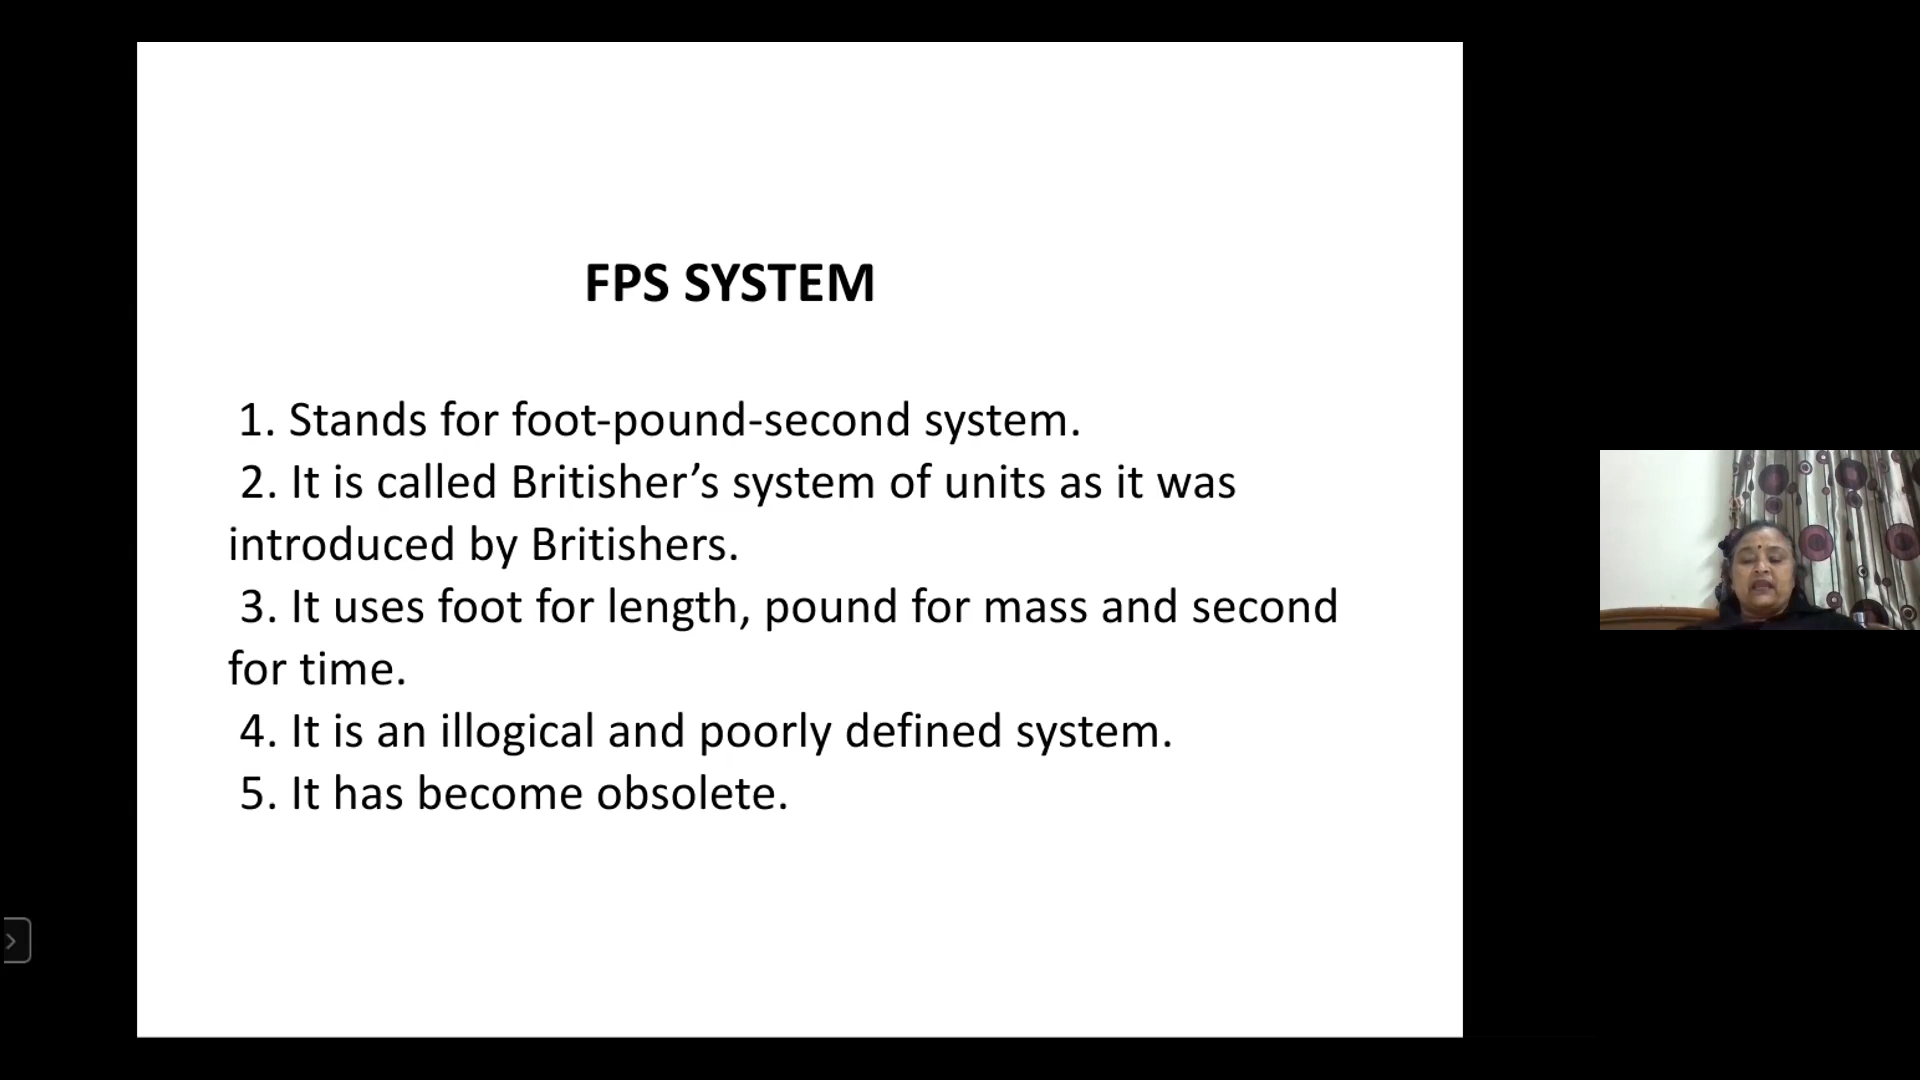 FPS SYSTEM
1. Stands for foot-pound-second system.
2. It is called Britisher’s system of units as it was
introduced by Britishers.
3. It uses foot for length, pound for mass and second
for time.
4. It is an illogical and poorly defined system.
5. It has become obsolete.